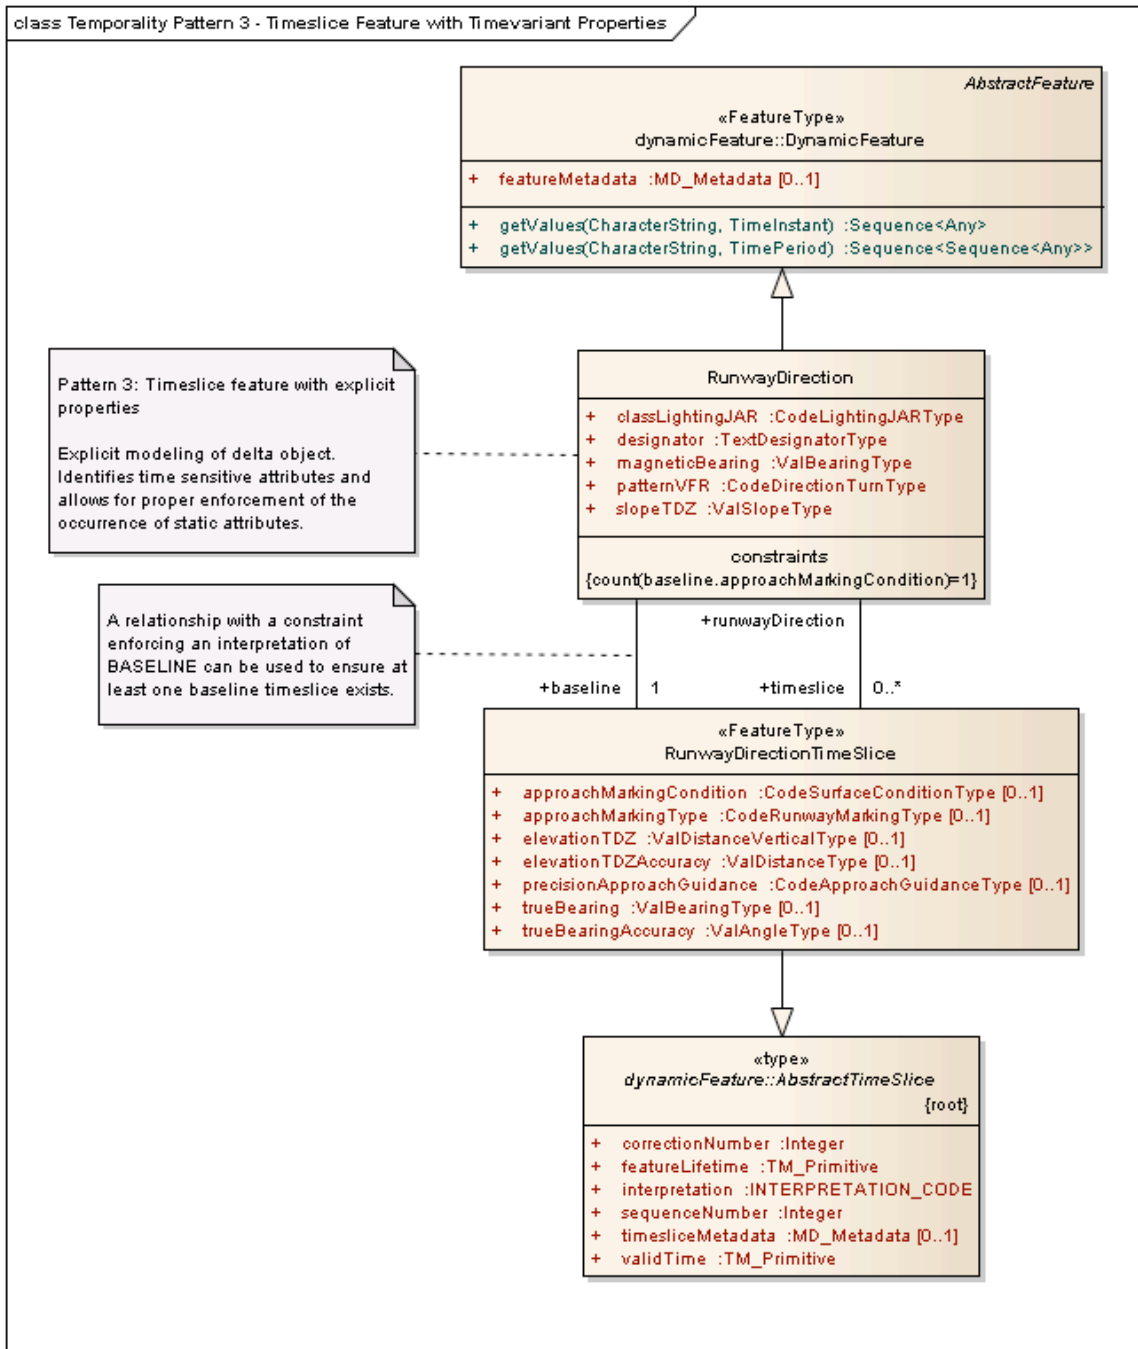 class Temporality Pattern 3 - Timeslice Feature with Timevariant Properties
AbstractFeature
«FeatureType»
dynamicFeature::DynamicFeature
+ featureMetadata :MD_Metadata [0..1]
+ getValues(CharacterString, TimeInstant) :Sequence<Any>
+ getValues(CharacterString, TimePeriod) :Sequence<Sequence<Any>>
Pattern 3: Timeslice feature with explicit
properties
Explicit modeling of delta object.
Identifies time sensitive attributes and
allows for proper enforcement of the
occurrence of static attributes.
RunwayDirection
+ classLightingJAR :CodeLightingJARType
+ designator :TextDesignatorType
+ magneticBearing :ValBearingType
+ patternVFR :CodeDirectionTurnType
+ slopeTDZ :ValSlopeType
constraints
{count(baseline.approachMarkingCondition)=1}
A relationship with a constraint
enforcing an interpretation of
BASELINE can be used to ensure at
least one baseline timeslice exists.
+runwayDirection
+baseline 1 +timeslice 0..*
«FeatureType»
RunwayDirectionTimeSlice
+ approachMarkingCondition :CodeSurfaceConditionType [0..1]
+ approachMarkingType :CodeRunwayMarkingType [0..1]
+ elevationTDZ :ValDistanceVerticalType [0..1]
+ elevationTDZAccuracy :ValDistanceType [0..1]
+ precisionApproachGuidance :CodeApproachGuidanceType [0..1]
+ trueBearing :ValBearingType [0..1]
+ trueBearingAccuracy :ValAngleType [0..1]
«type»
dynamicFeature::AbstractTimeSlice
{root}
+ correctionNumber :Integer
+ featureLifetime :TM_Primitive
+ interpretation :INTERPRETATION_CODE
+ sequenceNumber :Integer
+ timesliceMetadata :MD_Metadata [0..1]
+ validTime :TM_Primitive